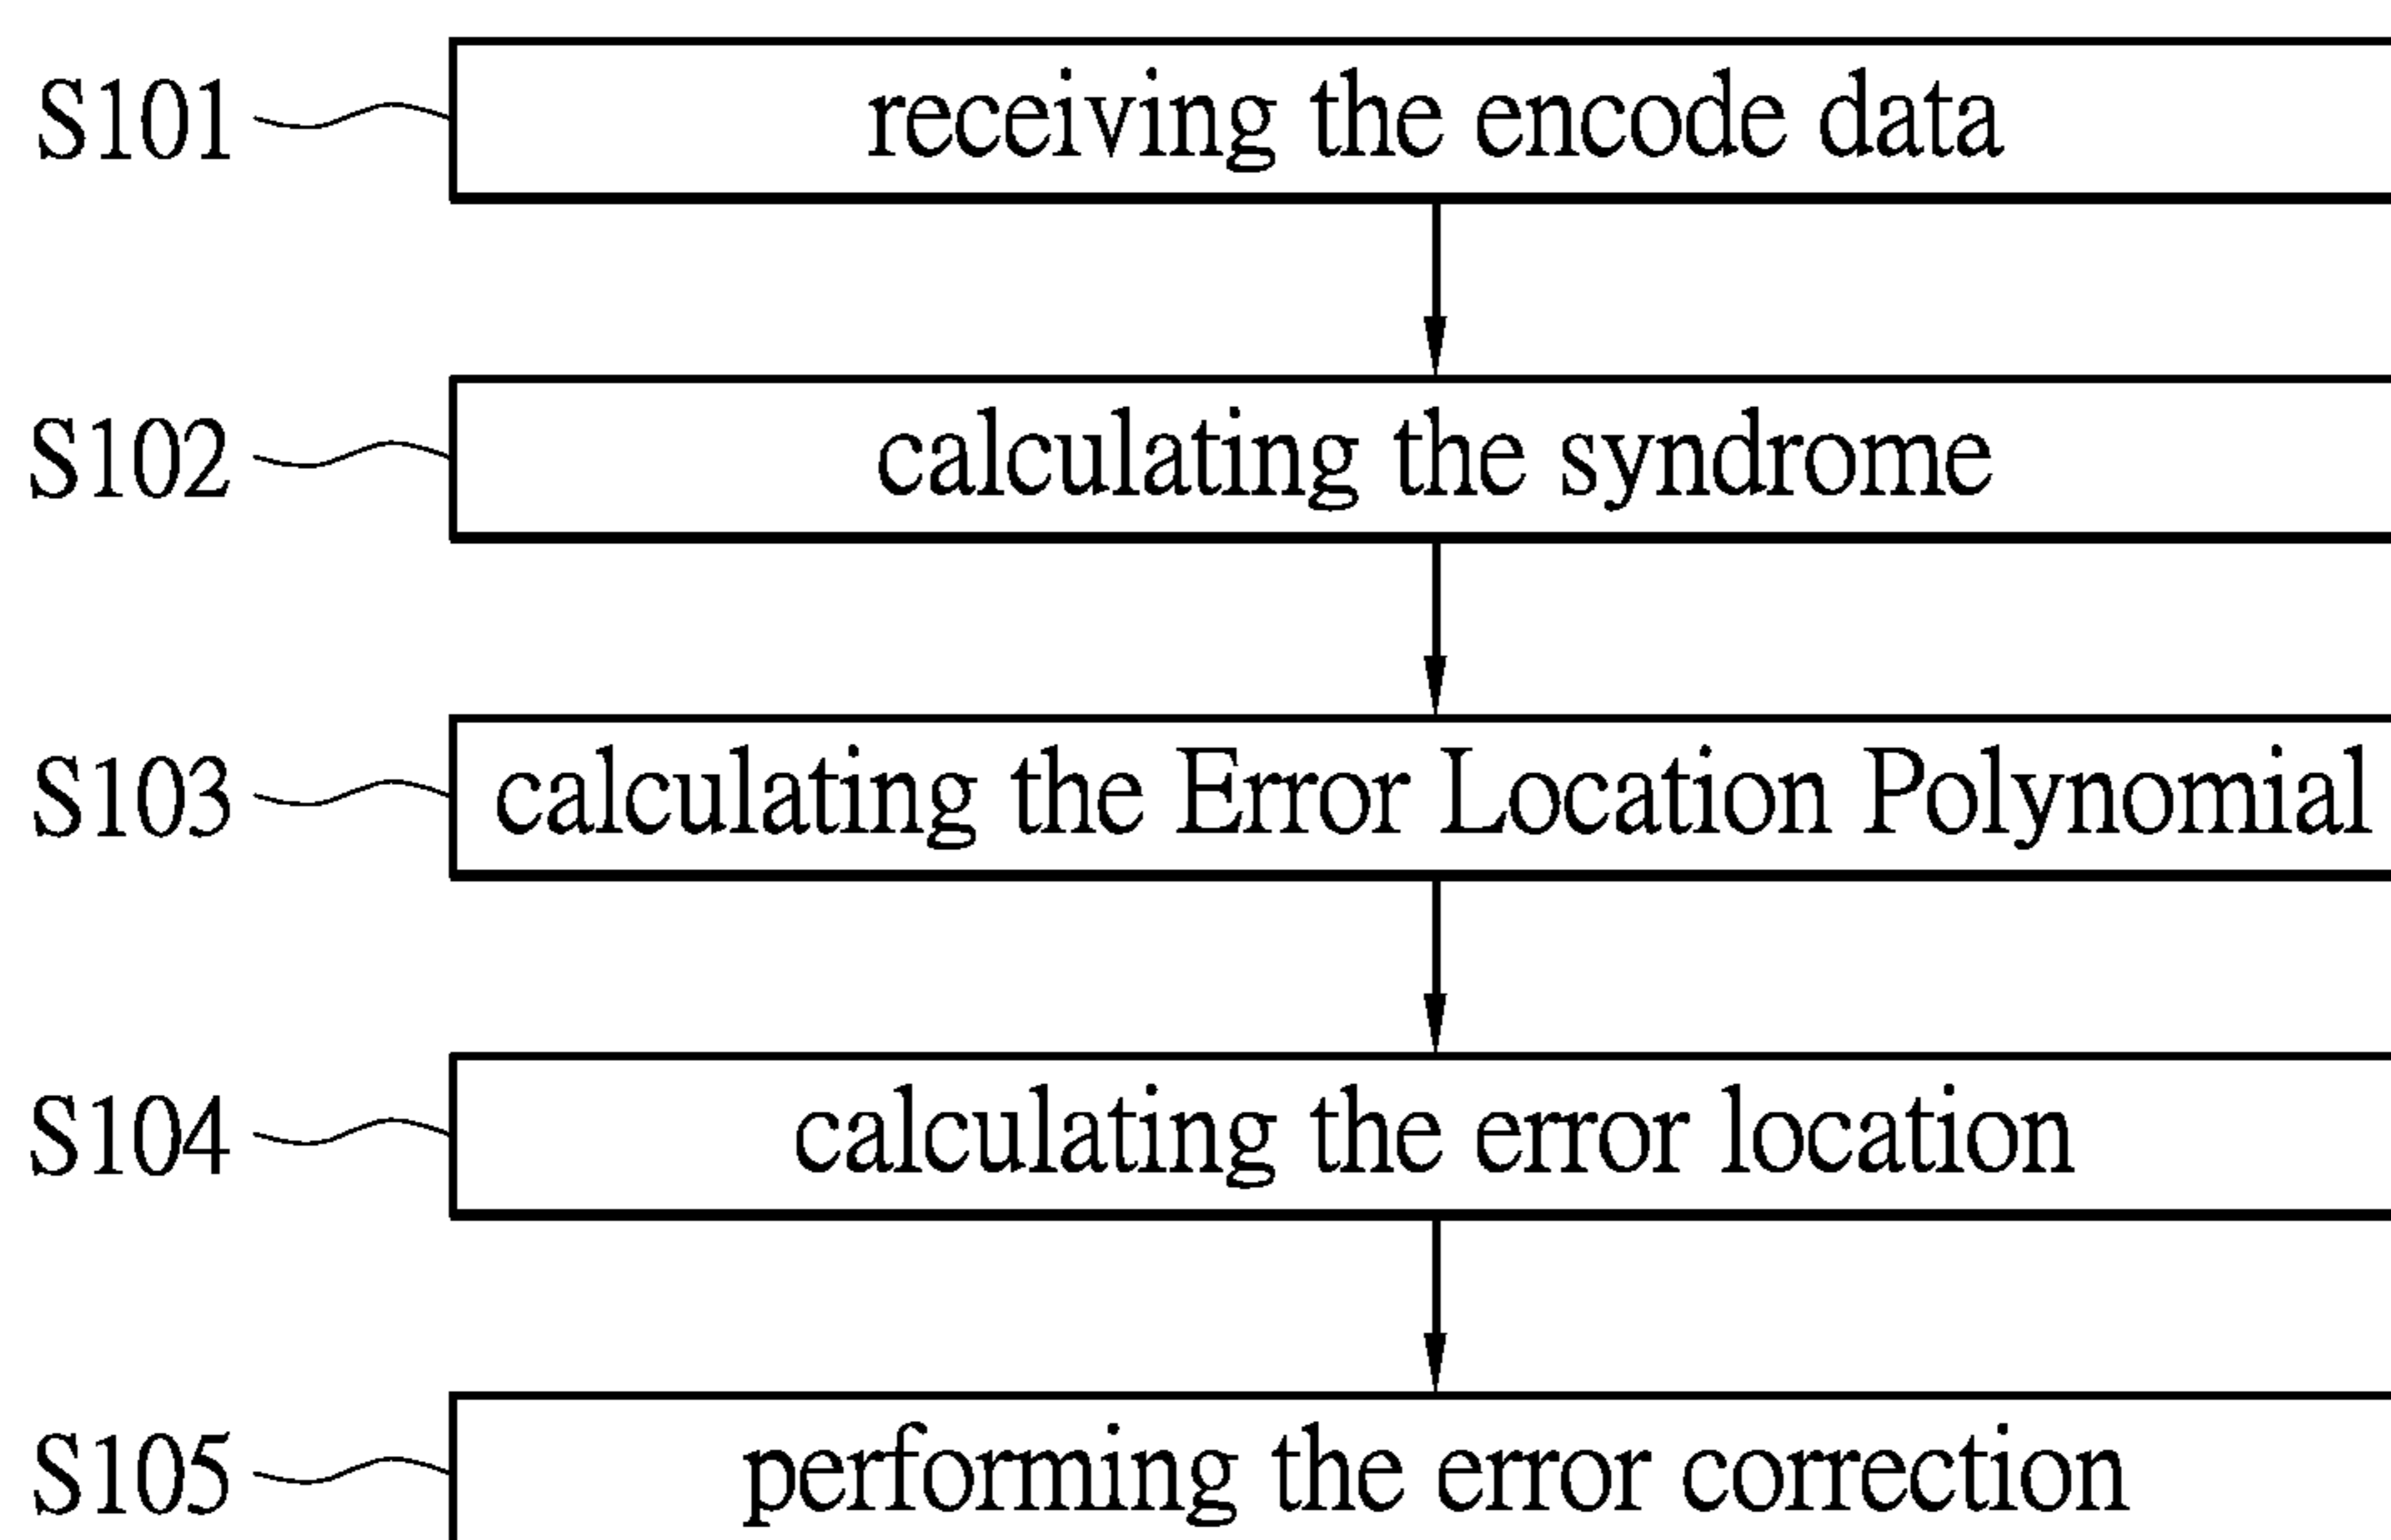 S101 receiving the encode data
S102 calculating the syndrome
S103 calculating the Error Location Polynomial
S104 calculating the error location
S105 performing the error correction